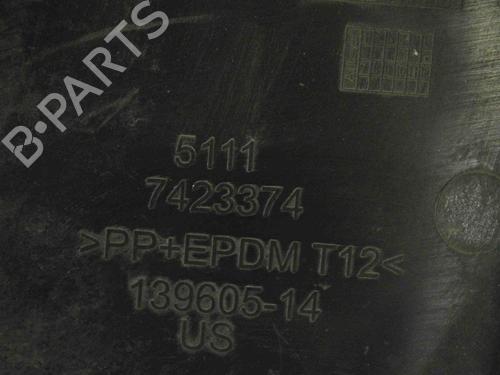 B-PARTS
5111
7423374
>PP+EPDM T12<
139605-14
US